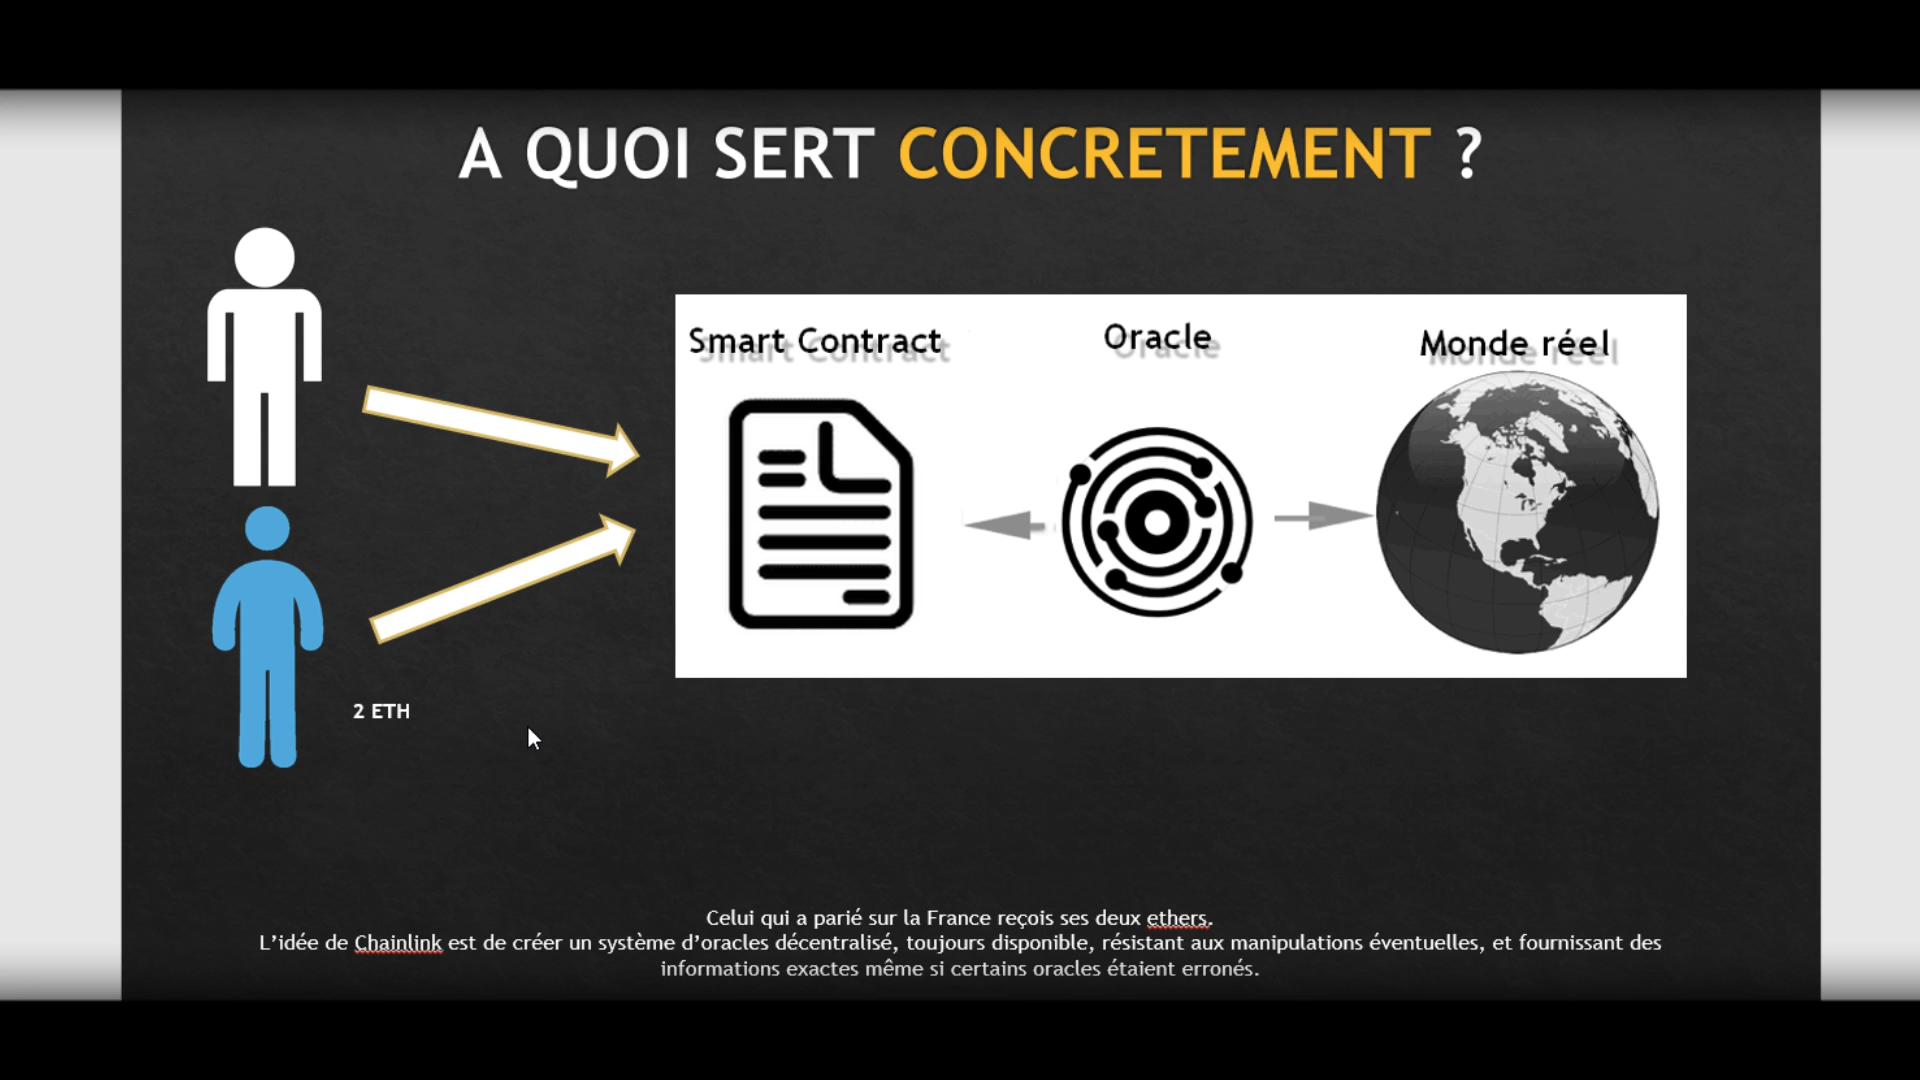 A QUOI SERT CONCRETEMENT ?
Smart Contract
Oracle
Monde réel
2 ETH
Celui qui a parié sur la France reçois ses deux ethers.
L’idée de Chainlink est de créer un système d’oracles décentralisé, toujours disponible, résistant aux manipulations éventuelles, et fournissant des
informations exactes même si certains oracles étaient erronés.